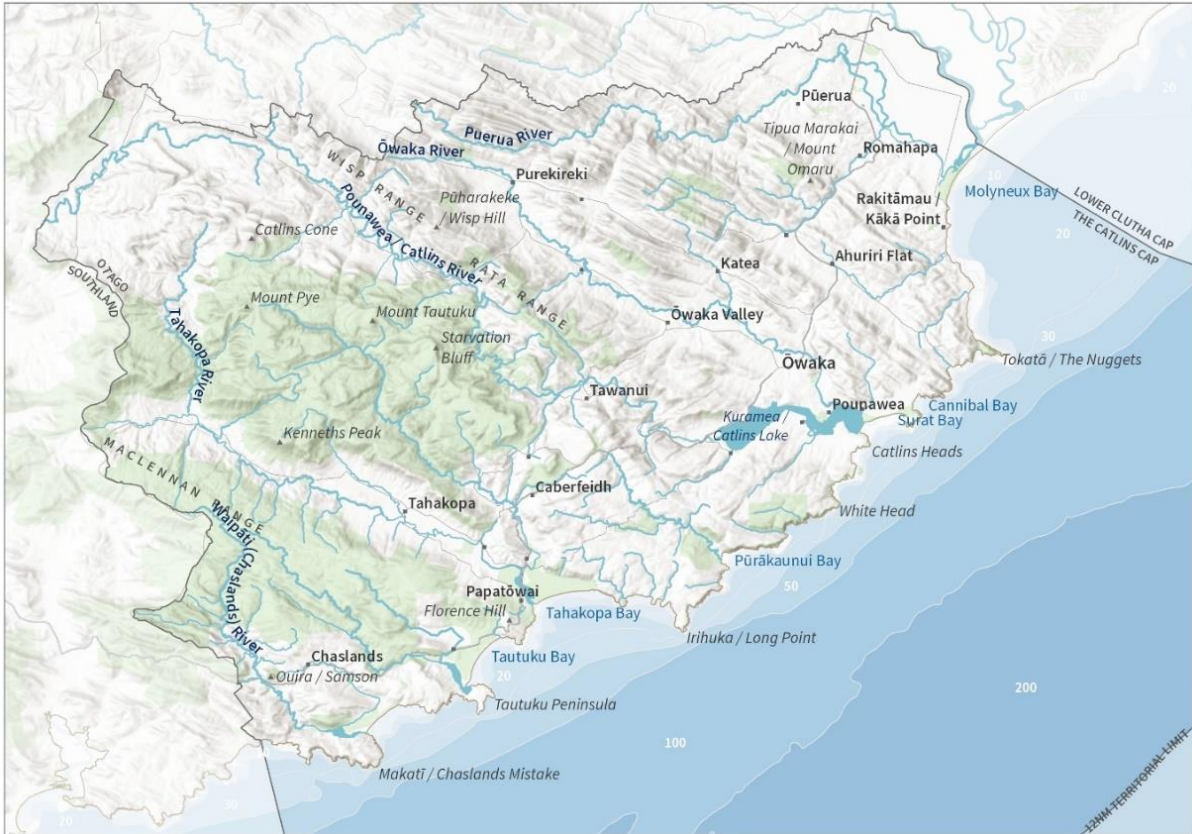 20
10
Pūerua
Puerua River
Tipua Marakai
/ Mount
Omaru
Ōwaka River
Romahapa
WISP RANGE
Purekireki
10
Molyneux Bay
LOWER CLUTHA CAP
THE CATLINS CAP
Pūharakeke
/ Wisp Hill
Rakitāmau /
Kākā Point
Pounawea / Catlins River
Catlins Cone
20
OTAGO
SOUTHLAND
RATA RANGE
Katea
Ahuriri Flat
Mount Pye
Mount Tautuku
Tahakopa River
Starvation
Bluff
Ōwaka Valley
30
Tokatā / The Nuggets
Ōwaka
Tawanui
Kuramea /
Catlins Lake
Pounawea
Cannibal Bay
Surat Bay
Kenneths Peak
Catlins Heads
MACLENNAN RANGE
Caberfeidh
Tahakopa
White Head
Waipāti (Chaslands) River
Pūrākaunui Bay
50
Papatōwai
Florence Hill
Tahakopa Bay
Irihuka / Long Point
Chaslands
Tautuku Bay
Ouira / Samson
20
200
Tautuku Peninsula
100
Makatī / Chaslands Mistake
12NM TERRITORIAL LIMIT
30
20